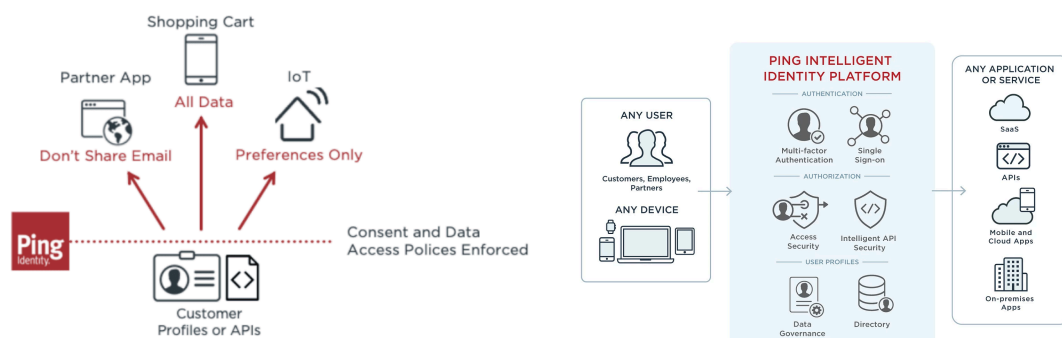 Shopping Cart
Partner App
IoT
All Data
Don't Share Email
Preferences Only
Ping
Identity.
Consent and Data
Access Polices Enforced
Customer
Profiles or APIs
ANY USER
Customers, Employees,
Partners
ANY DEVICE
PING INTELLIGENT
IDENTITY PLATFORM
AUTHENTICATION
Multi-factor
Authentication
Single
Sign-on
AUTHORIZATION
Access
Security
Intelligent API
Security
USER PROFILES
Data
Governance
Directory
ANY APPLICATION
OR SERVICE
SaaS
APIs
Mobile and
Cloud Apps
On-premises
Apps